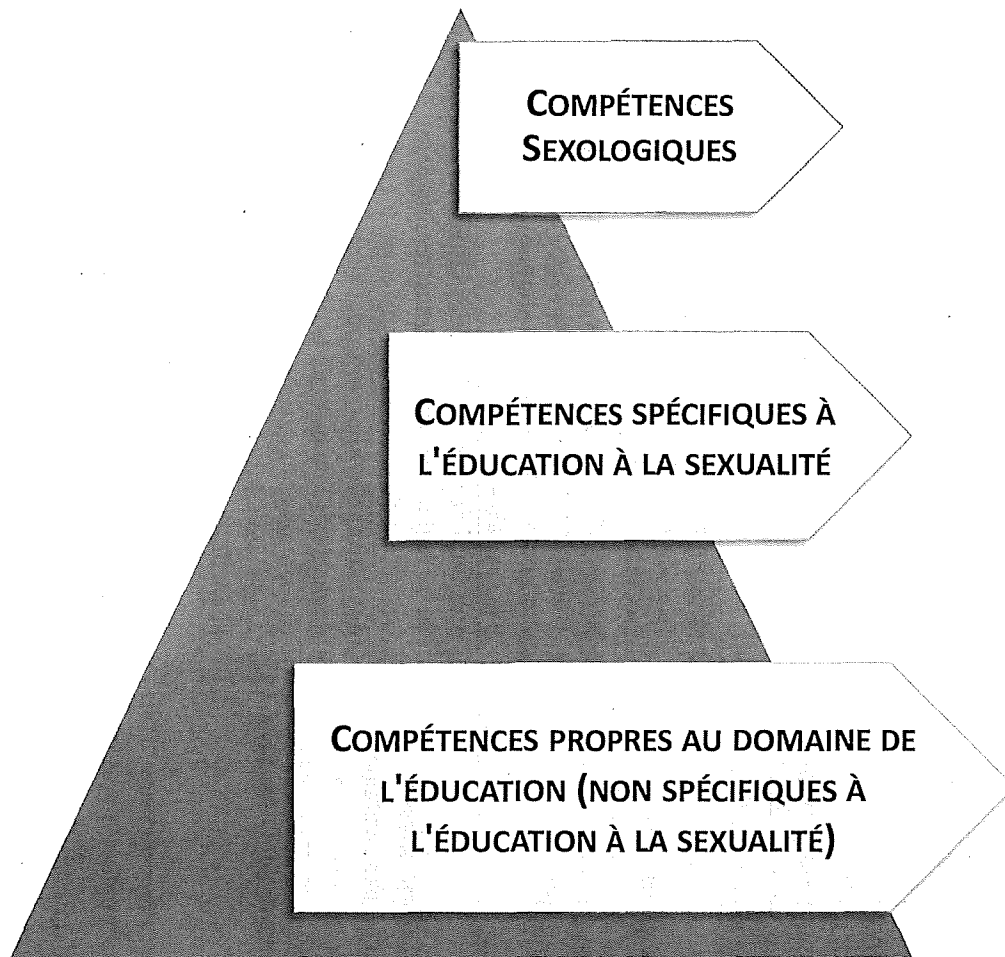 COMPÉTENCES
SEXOLOGIQUES
COMPÉTENCES SPÉCIFIQUES À
L'ÉDUCATION À LA SEXUALITÉ
COMPÉTENCES PROPRES AU DOMAINE DE
L'ÉDUCATION (NON SPÉCIFIQUES À
L'ÉDUCATION À LA SEXUALITÉ)